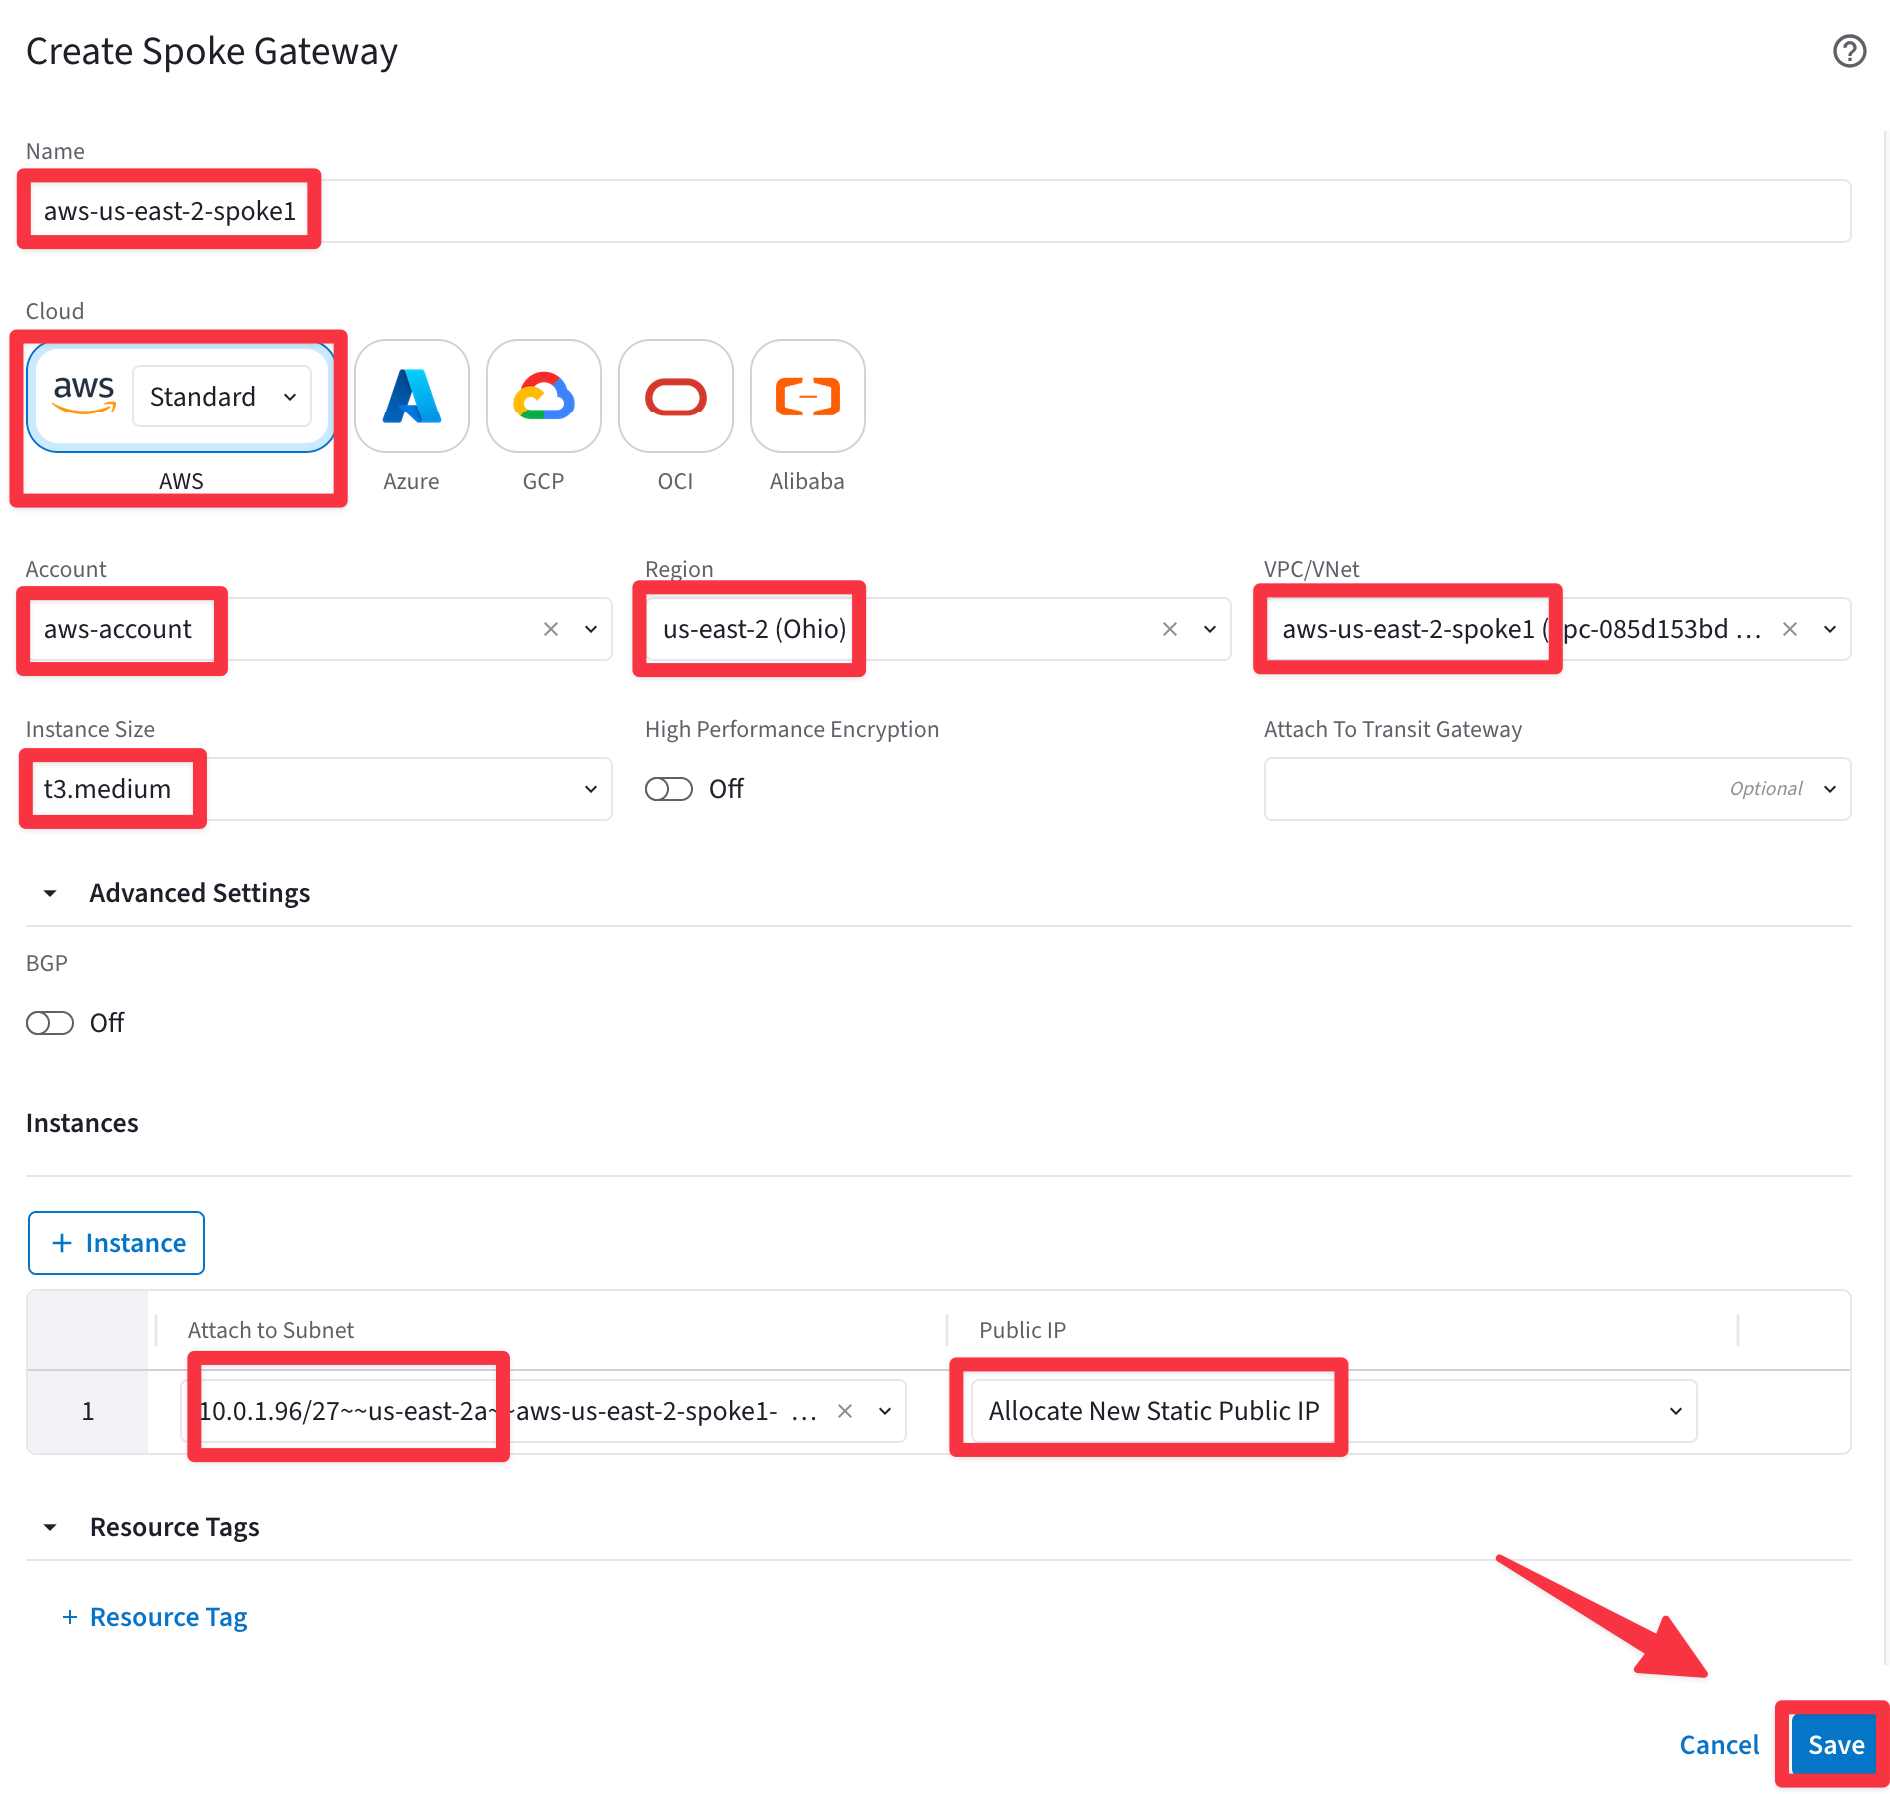 Create Spoke Gateway
Name
aws-us-east-2-spoke1
Cloud
aws Standard
AWS Azure GCP OCI Alibaba
Account Region VPC/VNet
aws-account us-east-2 (Ohio) aws-us-east-2-spoke1 ( pc-085d153bd ...
Instance Size High Performance Encryption Attach To Transit Gateway
t3.medium Off Optional
Advanced Settings
BGP
Off
Instances
+ Instance
Attach to Subnet Public IP
1 10.0.1.96/27~~us-east-2a~ ~aws-us-east-2-spoke1- ... Allocate New Static Public IP
Resource Tags
+ Resource Tag
Cancel Save